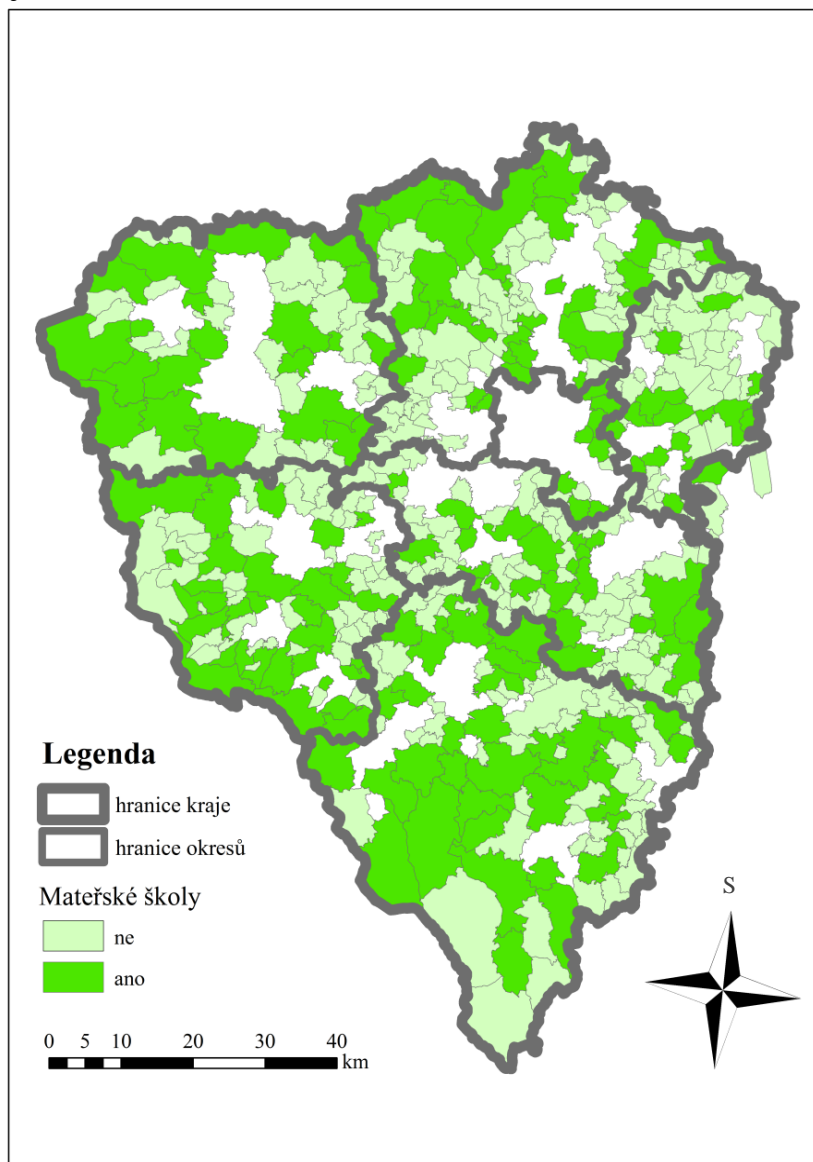 Legenda
hranice kraje
hranice okresů
Mateřské školy
ne
ano
S
0 5 10 20 30 40
km